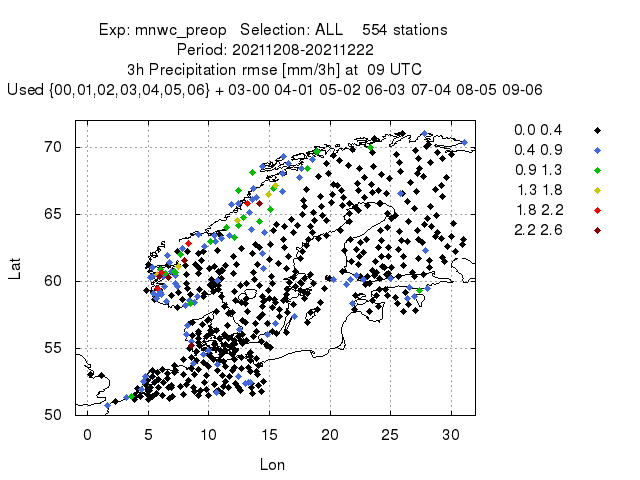 Exp: mnwc_preop   Selection: ALL    554 stations
Period: 20211208-20211222
3h Precipitation rmse [mm/3h] at  09 UTC
Used {00,01,02,03,04,05,06} + 03-00 04-01 05-02 06-03 07-04 08-05 09-06
0.0 0.4
0.4 0.9
0.9 1.3
1.3 1.8
1.8 2.2
2.2 2.6
70
65
60
55
50
Lat
0 5 10 15 20 25 30
Lon